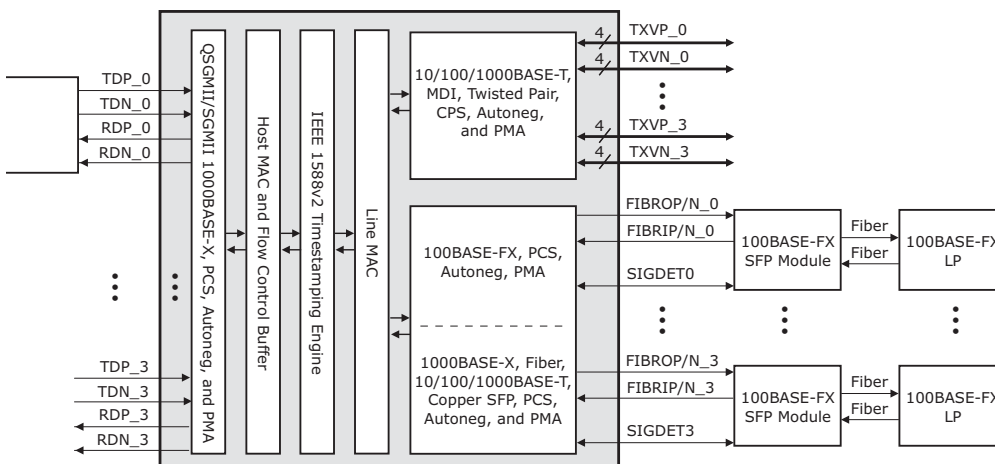 TDP_0
TDN_0
RDP_0
RDN_0
TDP_3
TDN_3
RDP_3
RDN_3
QSGMII/SGMII 1000BASE-X, PCS, Autoneg, and PMA
Host MAC and Flow Control Buffer
IEEE 1588v2 Timestamping Engine
Line MAC
10/100/1000BASE-T,
MDI, Twisted Pair,
CPS, Autoneg,
and PMA
100BASE-FX, PCS,
Autoneg, PMA
1000BASE-X, Fiber,
10/100/1000BASE-T,
Copper SFP, PCS,
Autoneg, and PMA
4 TXVP_0
4 TXVN_0
4 TXVP_3
4 TXVN_3
FIBROP/N_0
FIBRIP/N_0
SIGDET0
100BASE-FX
SFP Module
Fiber
Fiber
100BASE-FX
LP
FIBROP/N_3
FIBRIP/N_3
SIGDET3
100BASE-FX
SFP Module
Fiber
Fiber
100BASE-FX
LP